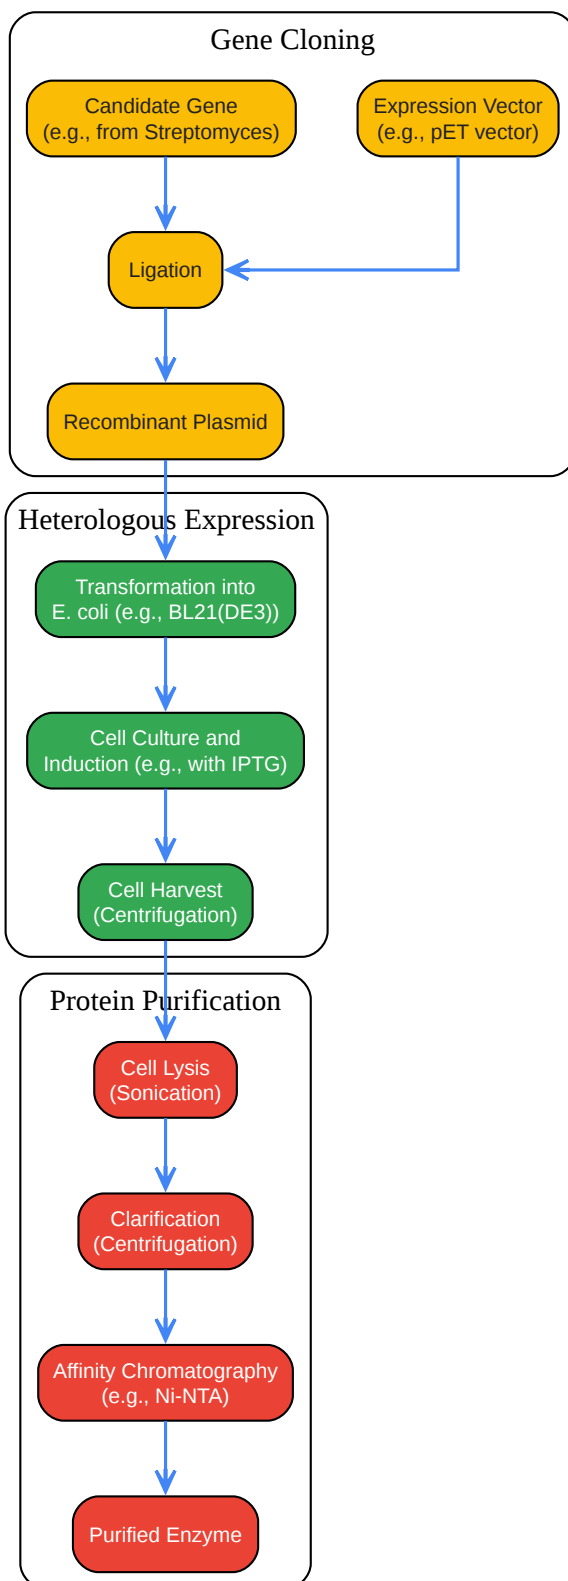 Gene Cloning
Candidate Gene
(e.g., from Streptomyces)
Expression Vector
(e.g., pET vector)
Ligation
Recombinant Plasmid
Heterologous Expression
Transformation into
E. coli (e.g., BL21(DE3))
Cell Culture and
Induction (e.g., with IPTG)
Cell Harvest
(Centrifugation)
Protein Purification
Cell Lysis
(Sonication)
Clarification
(Centrifugation)
Affinity Chromatography
(e.g., Ni-NTA)
Purified Enzyme